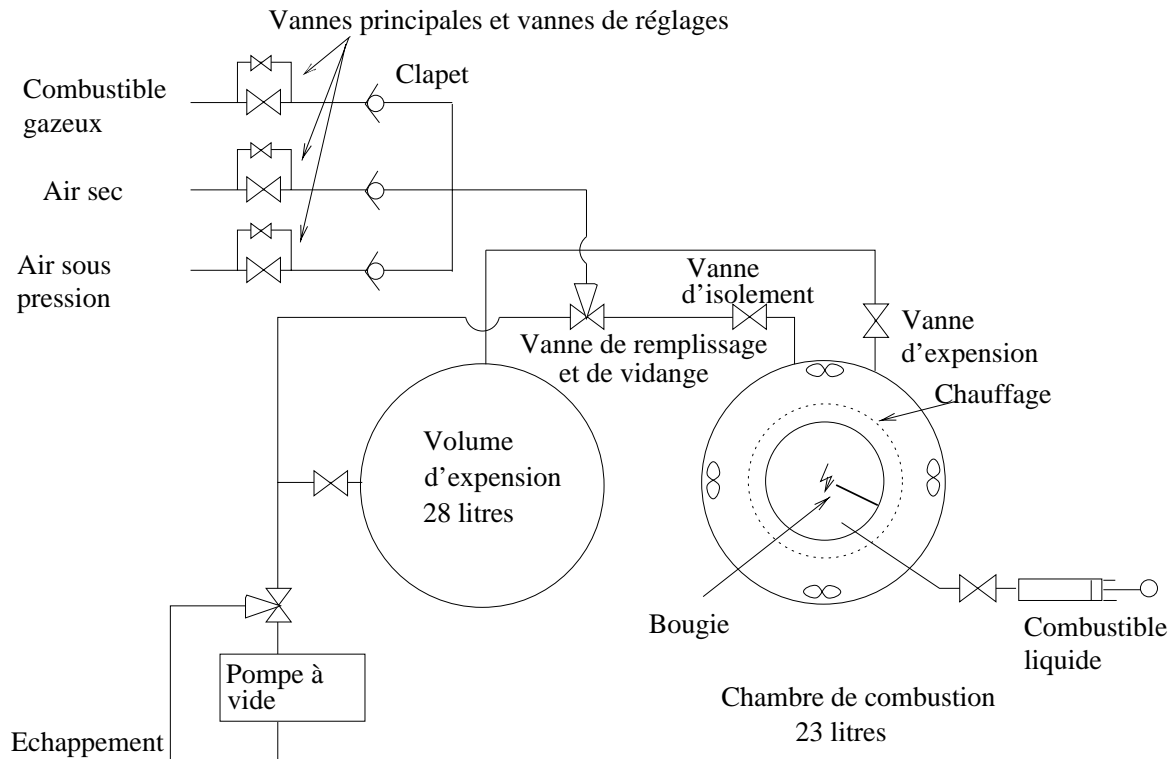 Vannes principales et vannes de réglages
Clapet
Combustible
gazeux
Air sec
Air sous
pression
Vanne
d'isolement
Vanne
d'expension
Vanne de remplissage
et de vidange
Chauffage
Volume
d'expension
28 litres
Bougie
Combustible
liquide
Pompe à
vide
Chambre de combustion
23 litres
Echappement